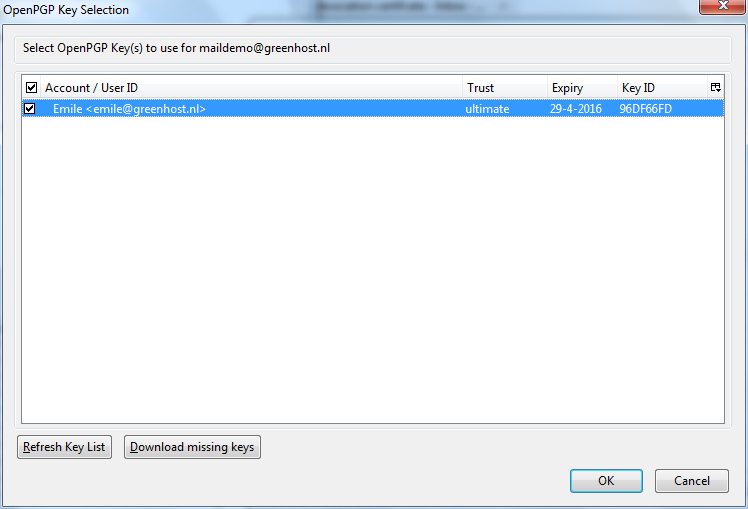 OpenPGP Key Selection
Select OpenPGP Key(s) to use for maildemo@greenhost.nl
Account / User ID Trust Expiry Key ID
Emile <emile@greenhost.nl> ultimate 29-4-2016 96DF66FD
Refresh Key List Download missing keys
OK Cancel